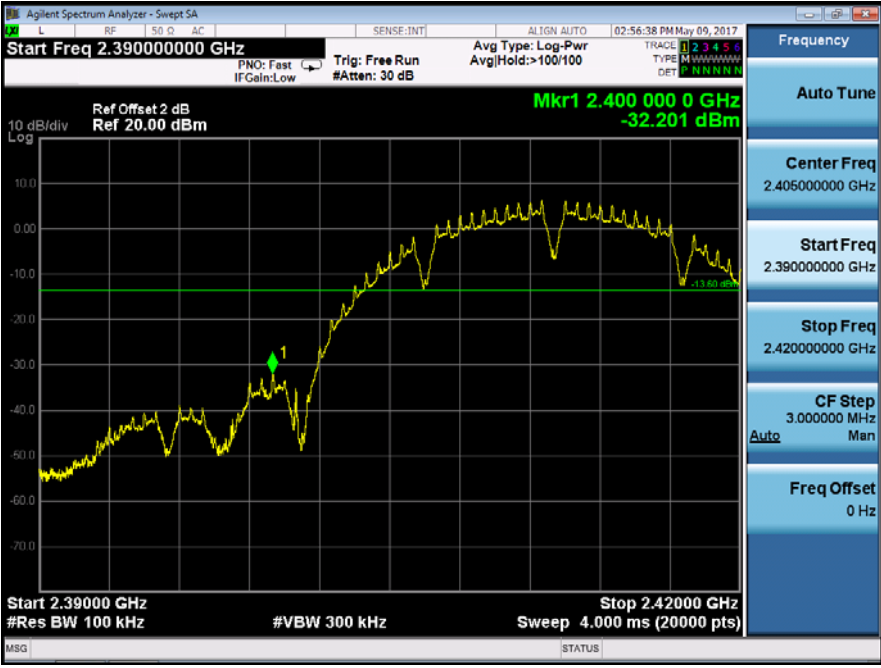 Agilent Spectrum Analyzer - Swept SA
LXI L RF 50 Ω AC SENSE:INT ALIGN AUTO 02:56:38 PM May 09, 2017
Start Freq 2.390000000 GHz
PNO: Fast
IFGain:Low
Trig: Free Run
#Atten: 30 dB
Avg Type: Log-Pwr
Avg|Hold:>100/100
TRACE 1 2 3 4 5 6
TYPE M WWWWW
DET P N N N N N
Mkr1 2.400 000 0 GHz
-32.201 dBm
Ref Offset 2 dB
10 dB/div Ref 20.00 dBm
Log
10.0
0.00
-10.0
-13.60 dBm
-20.0
1
-30.0
-40.0
-50.0
-60.0
-70.0
Start 2.39000 GHz Stop 2.42000 GHz
#Res BW 100 kHz #VBW 300 kHz Sweep 4.000 ms (20000 pts)
MSG STATUS
Frequency
Auto Tune
Center Freq
2.405000000 GHz
Start Freq
2.390000000 GHz
Stop Freq
2.420000000 GHz
CF Step
3.000000 MHz
Auto Man
Freq Offset
0 Hz